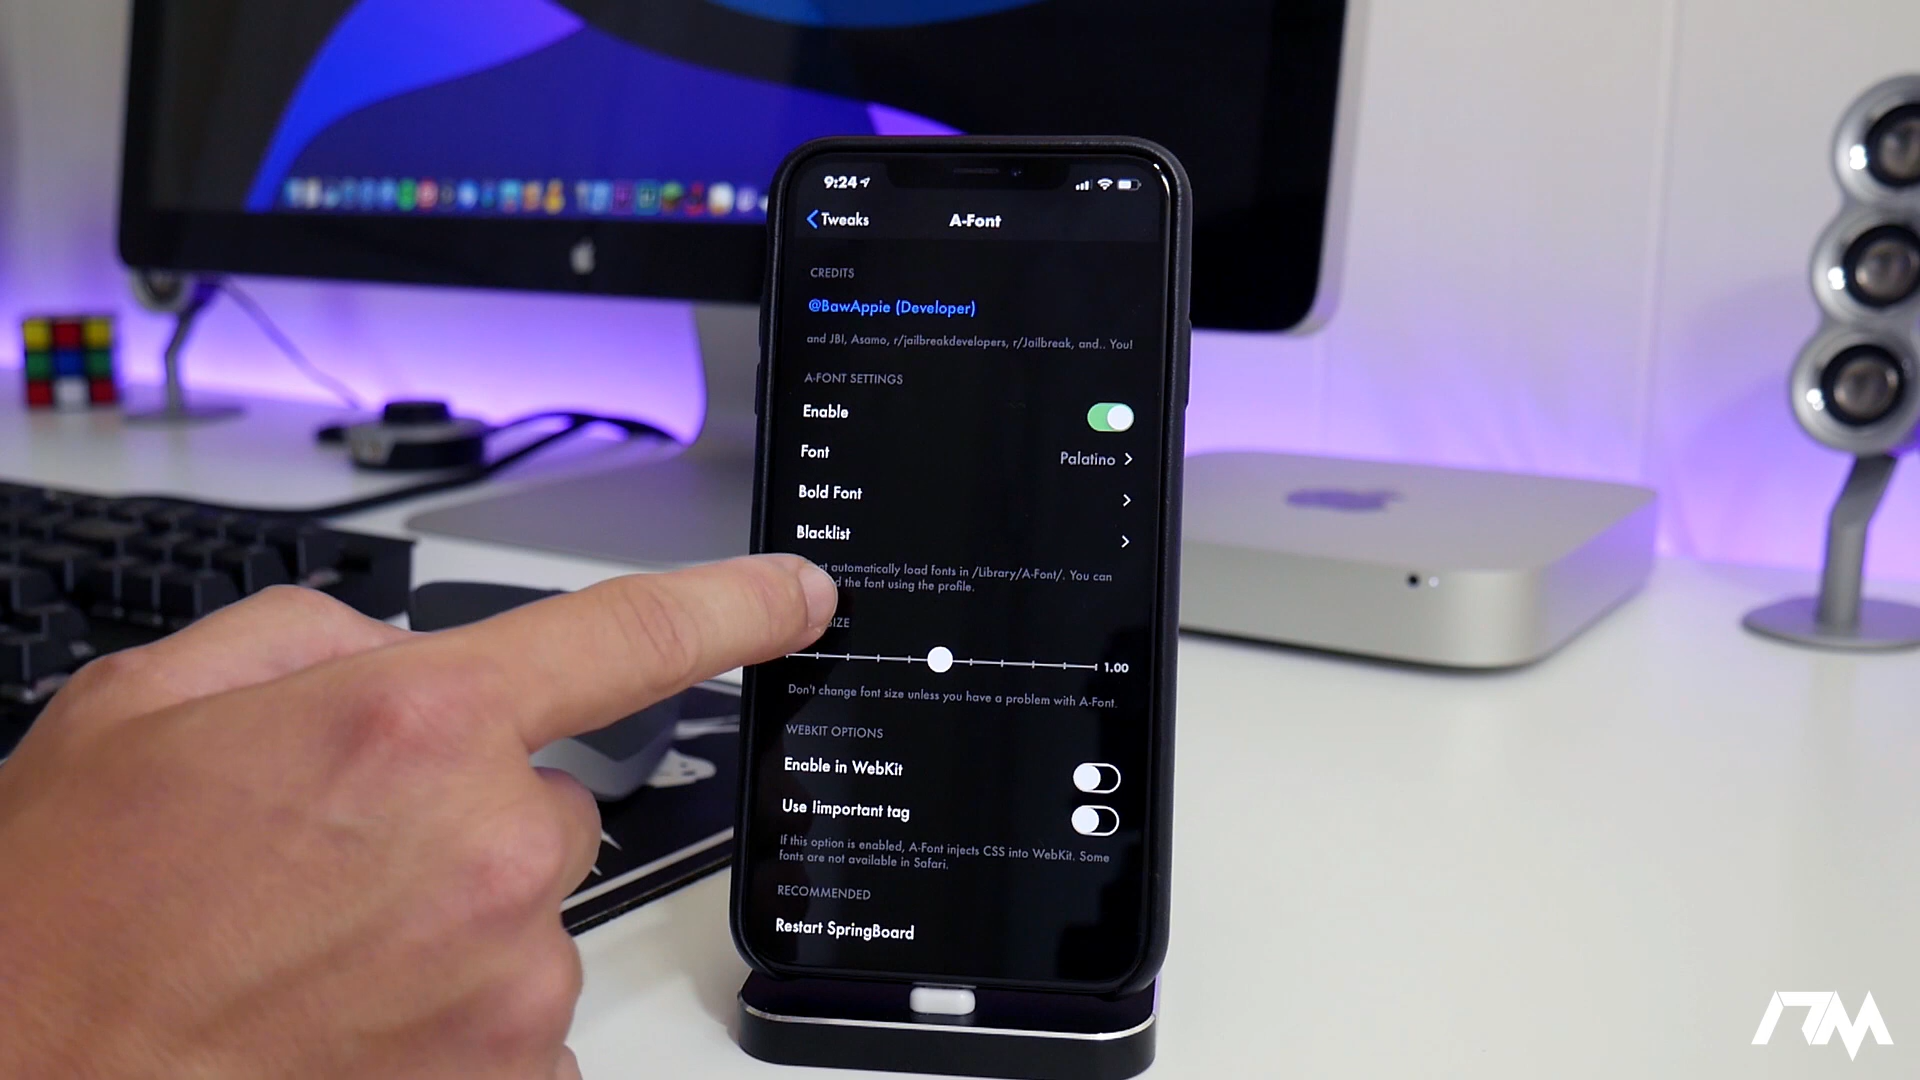 9:24
Tweaks
A-Font
CREDITS
@BawAppie (Developer)
and JBI, Asamo, r/jailbreakdevelopers, r/Jailbreak, and.. You!
A-FONT SETTINGS
Enable
Font
Palatino
Bold Font
Blacklist
automatically load fonts in /Library/A-Font/. You can
the font using the profile.
SIZE
1.00
Don't change font size unless you have a problem with A-Font.
WEBKIT OPTIONS
Enable in WebKit
Use !important tag
If this option is enabled, A-Font injects CSS into WebKit. Some
fonts are not available in Safari.
RECOMMENDED
Restart SpringBoard